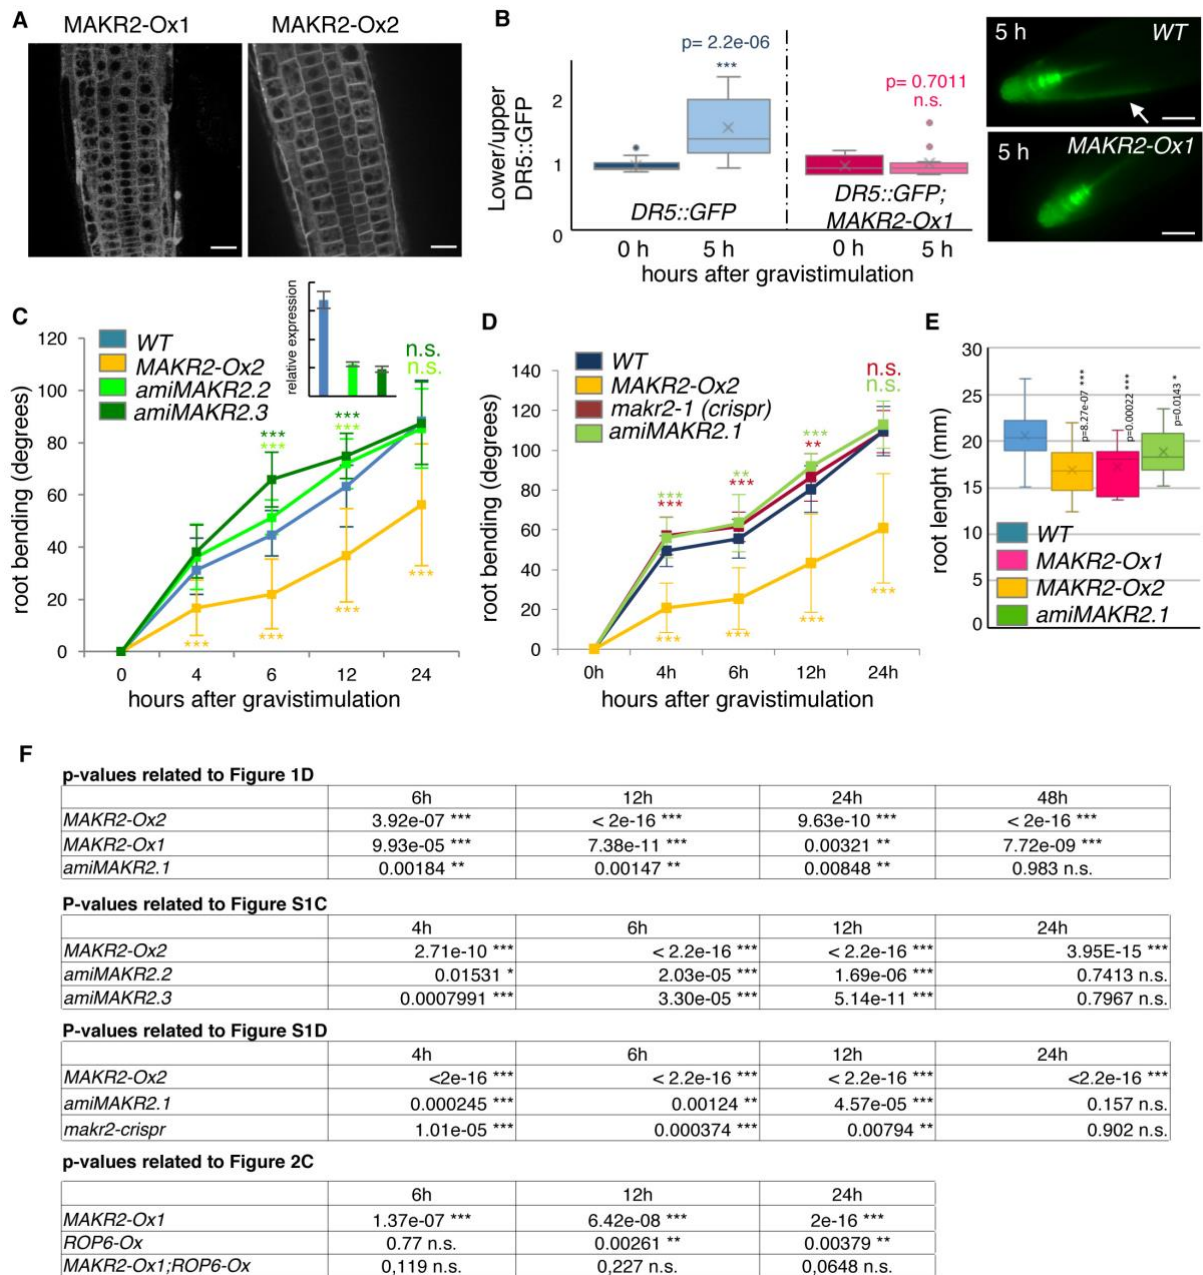 A
MAKR2-Ox1
MAKR2-Ox2
B
Lower/upper
DR5::GFP
2
1
0
p= 2.2e-06
***
p= 0.7011
n.s.
DR5::GFP
DR5::GFP;
MAKR2-Ox1
0 h
5 h
0 h
5 h
hours after gravistimulation
5 h
WT
5 h
MAKR2-Ox1
C
root bending (degrees)
120
100
80
60
40
20
0
WT
MAKR2-Ox2
amiMAKR2.2
amiMAKR2.3
relative expression
***
***
***
***
n.s.
n.s.
***
***
***
***
0
4
6
12
24
hours after gravistimulation
D
root bending (degrees)
140
120
100
80
60
40
20
0
WT
MAKR2-Ox2
makr2-1 (crispr)
amiMAKR2.1
***
***
**
***
***
**
n.s.
n.s.
***
***
***
***
0h
4h
6h
12h
24h
hours after gravistimulation
E
root lenght (mm)
30
25
20
15
10
5
0
p=8.27e-07 ***
p=0.00022 ***
p=0.0143 *
WT
MAKR2-Ox1
MAKR2-Ox2
amiMAKR2.1
F
p-values related to Figure 1D
6h 12h 24h 48h
MAKR2-Ox2 3.92e-07 *** < 2e-16 *** 9.63e-10 *** < 2e-16 ***
MAKR2-Ox1 9.93e-05 *** 7.38e-11 *** 0.00321 ** 7.72e-09 ***
amiMAKR2.1 0.00184 ** 0.00147 ** 0.00848 ** 0.983 n.s.
P-values related to Figure S1C
4h 6h 12h 24h
MAKR2-Ox2 2.71e-10 *** < 2.2e-16 *** < 2.2e-16 *** 3.95E-15 ***
amiMAKR2.2 0.01531 * 2.03e-05 *** 1.69e-06 *** 0.7413 n.s.
amiMAKR2.3 0.0007991 *** 3.30e-05 *** 5.14e-11 *** 0.7967 n.s.
P-values related to Figure S1D
4h 6h 12h 24h
MAKR2-Ox2 <2e-16 *** < 2.2e-16 *** < 2.2e-16 *** <2.2e-16 ***
amiMAKR2.1 0.000245 *** 0.00124 ** 4.57e-05 *** 0.157 n.s.
makr2-crispr 1.01e-05 *** 0.000374 *** 0.00794 ** 0.902 n.s.
p-values related to Figure 2C
6h 12h 24h
MAKR2-Ox1 1.37e-07 *** 6.42e-08 *** 2e-16 ***
ROP6-Ox 0.77 n.s. 0.00261 ** 0.00379 **
MAKR2-Ox1;ROP6-Ox 0,119 n.s. 0,227 n.s. 0,0648 n.s.